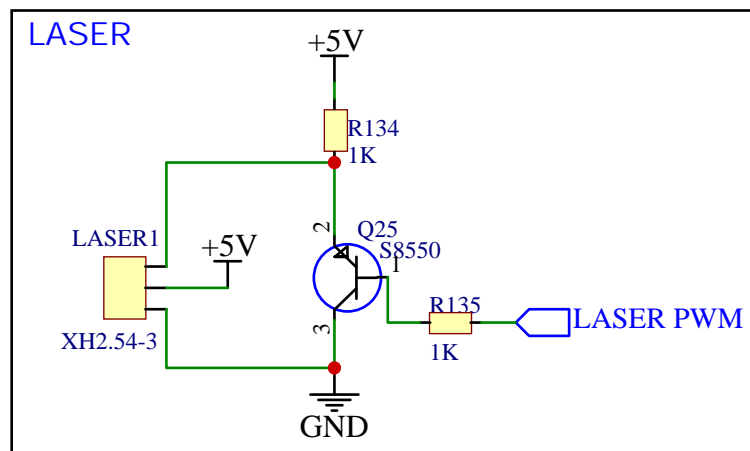 LASER
+5V
R134
1K
2
Q25
S8550
1
LASER1
+5V
R135
LASER PWM
1K
XH2.54-3
3
GND